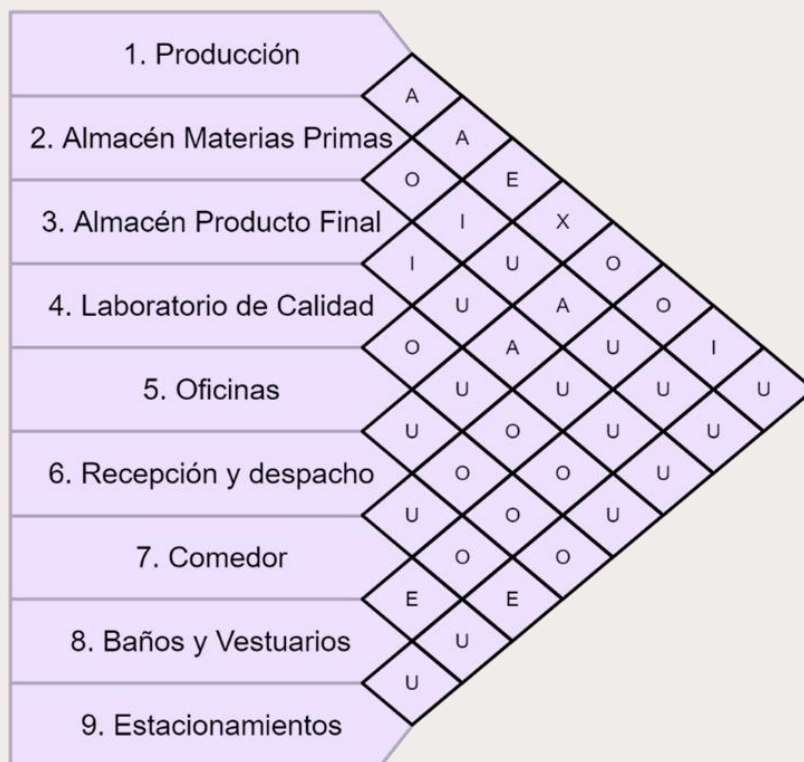 1. Producción
A
2. Almacén Materias Primas A
O E
3. Almacén Producto Final I X
I U O
4. Laboratorio de Calidad U A O
O A U I
5. Oficinas U U U U
U O U U
6. Recepción y despacho O O U
U O U
7. Comedor O O
E E
8. Baños y Vestuarios U
U
9. Estacionamientos